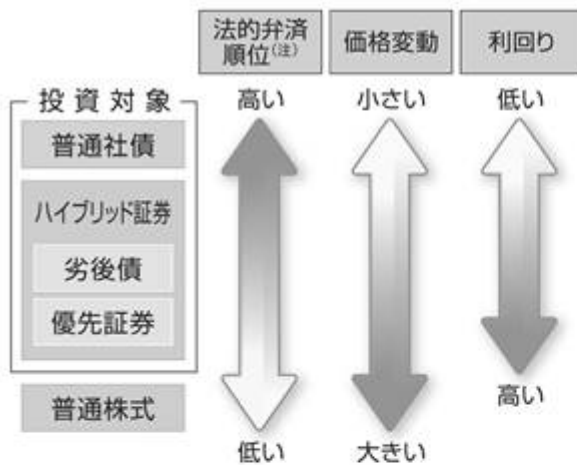 法的弁済
順位(注)
価格変動
利回り
投資対象
高い
小さい
低い
普通社債
ハイブリッド証券
劣後債
優先証券
普通株式
高い
低い
大きい